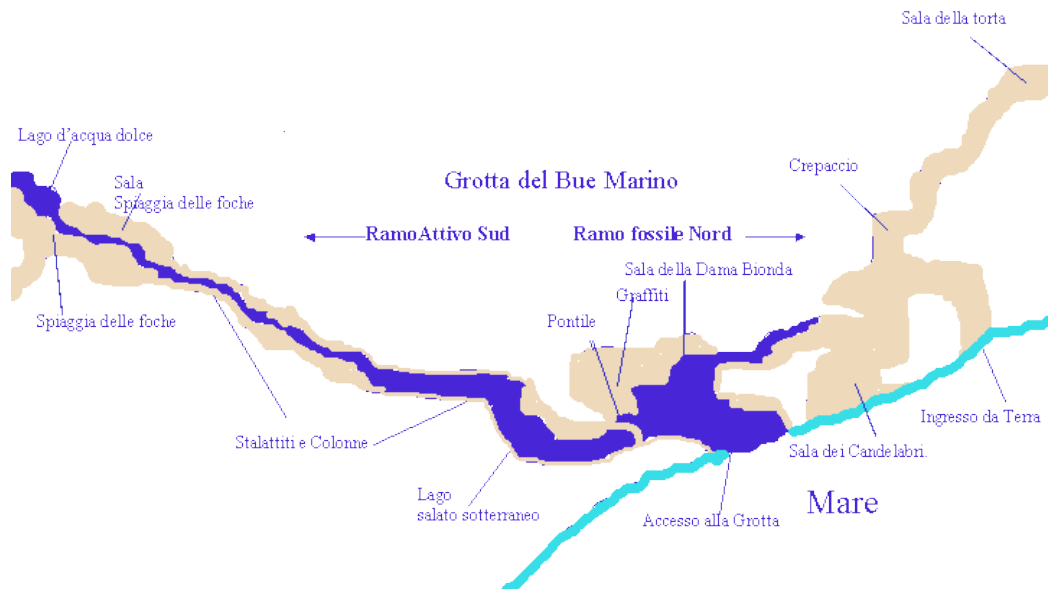 Sala della torta
Lago d'acqua dolce
Crepaccio
Sala
Spiaggia delle foche
Grotta del Bue Marino
RamoAttivo Sud
Ramo fossile Nord
Sala della Dama Bionda
Graffiti
Spiaggia delle foche
Pontile
Ingresso da Terra
Stalattiti e Colonne
Sala dei Candelabri.
Lago
salato sotterraneo
Mare
Accesso alla Grotta